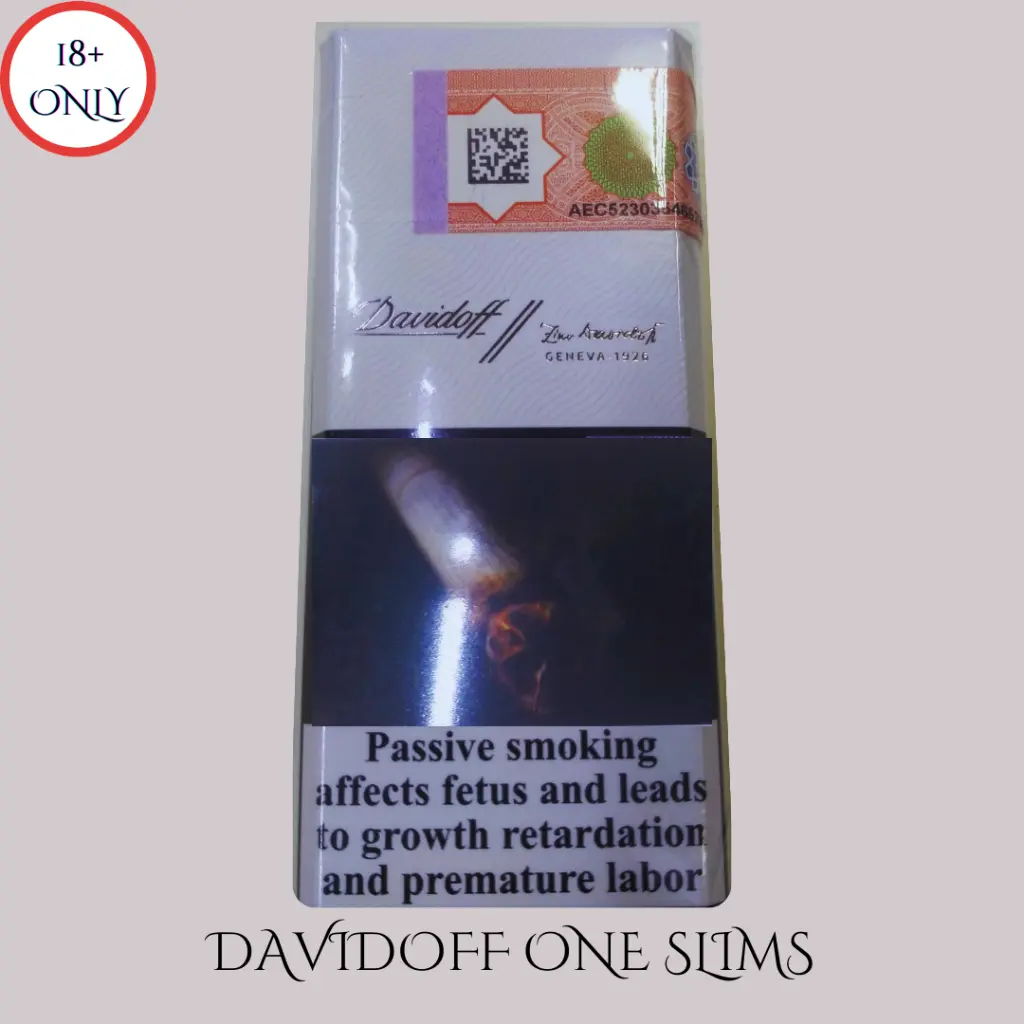 18+
ONLY
Davidoff
GENEVA 1926
Passive smoking
affects fetus and leads
to growth retardation
and premature labor
DAVIDOFF ONE SLIMS